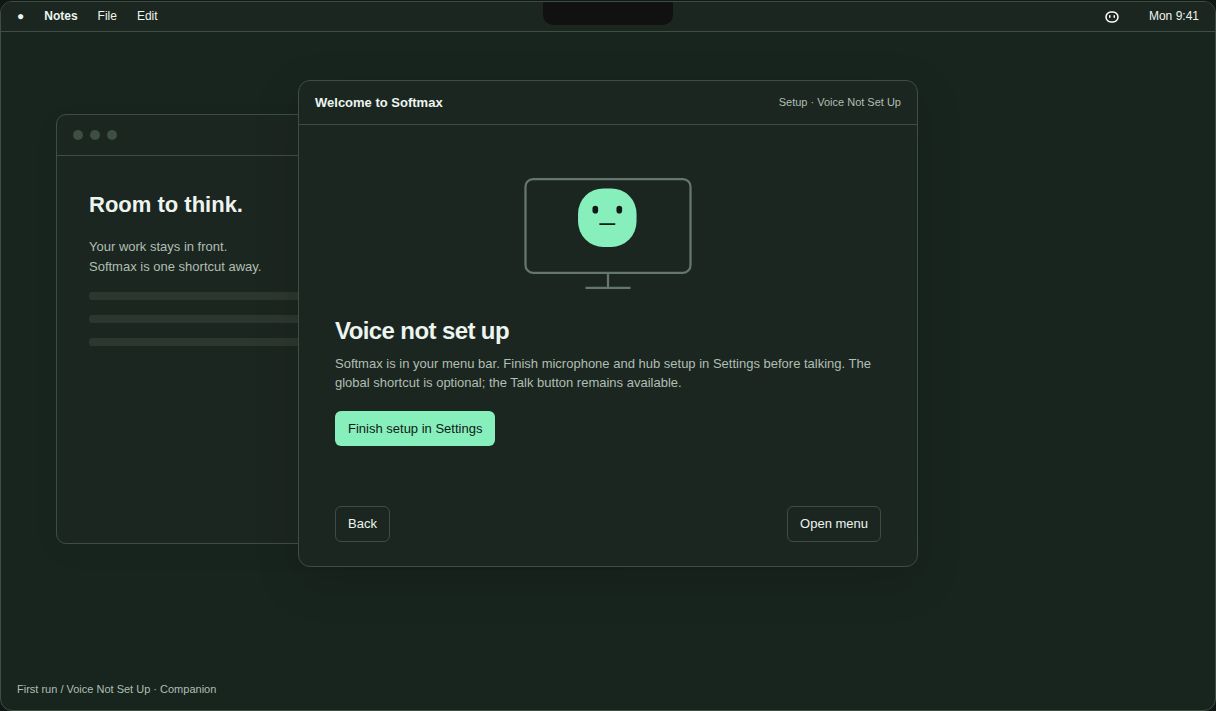 Notes File Edit
Mon 9:41
Welcome to Softmax
Setup · Voice Not Set Up
Room to think.
Your work stays in front.
Softmax is one shortcut away.
Voice not set up
Softmax is in your menu bar. Finish microphone and hub setup in Settings before talking. The
global shortcut is optional; the Talk button remains available.
Finish setup in Settings
Back
Open menu
First run / Voice Not Set Up · Companion